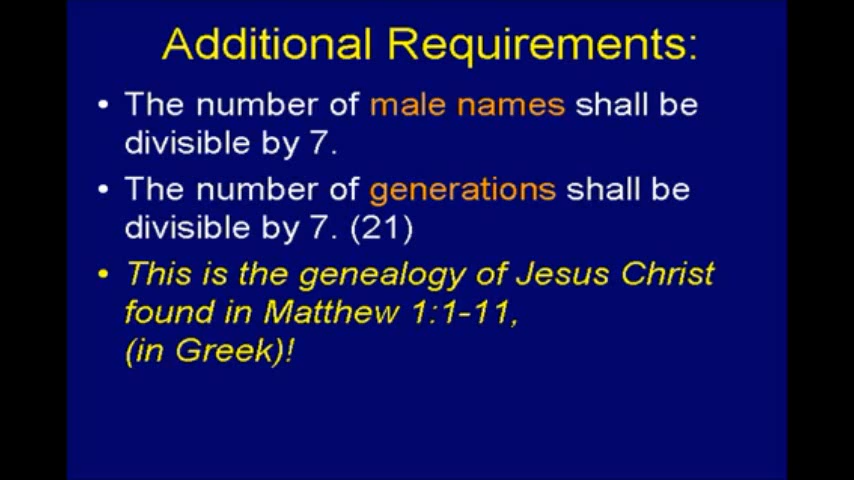 Additional Requirements:
• The number of male names shall be
divisible by 7.
• The number of generations shall be
divisible by 7. (21)
• This is the genealogy of Jesus Christ
found in Matthew 1:1-11,
(in Greek)!